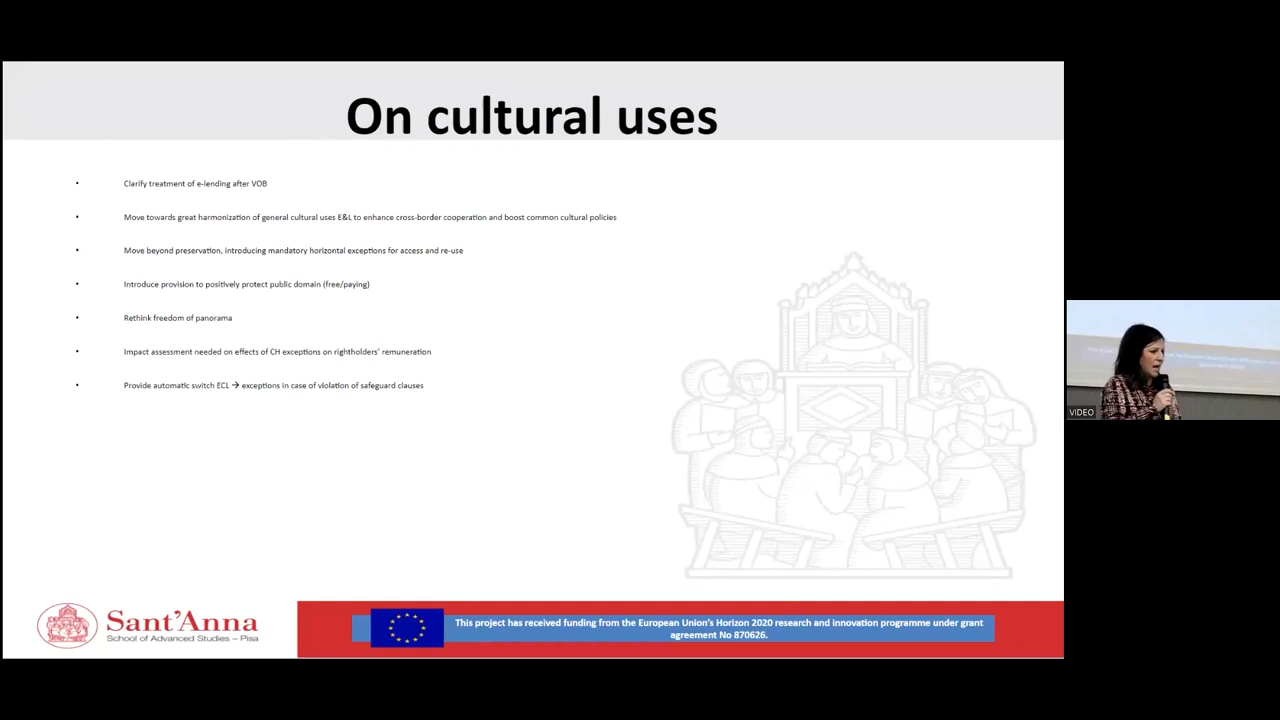 On cultural uses
• Clarify treatment of e-lending after VOB
• Move towards great harmonization of general cultural uses E&L to enhance cross-border cooperation and boost common cultural policies
• Move beyond preservation, introducing mandatory horizontal exceptions for access and re-use
• Introduce provision to positively protect public domain (free/paying)
• Rethink freedom of panorama
• Impact assessment needed on effects of CH exceptions on rightholders' remuneration
• Provide automatic switch ECL → exceptions in case of violation of safeguard clauses
VIDEO
Sant'Anna
School of Advanced Studies – Pisa
This project has received funding from the European Union's Horizon 2020 research and innovation programme under grant
agreement No 870626.